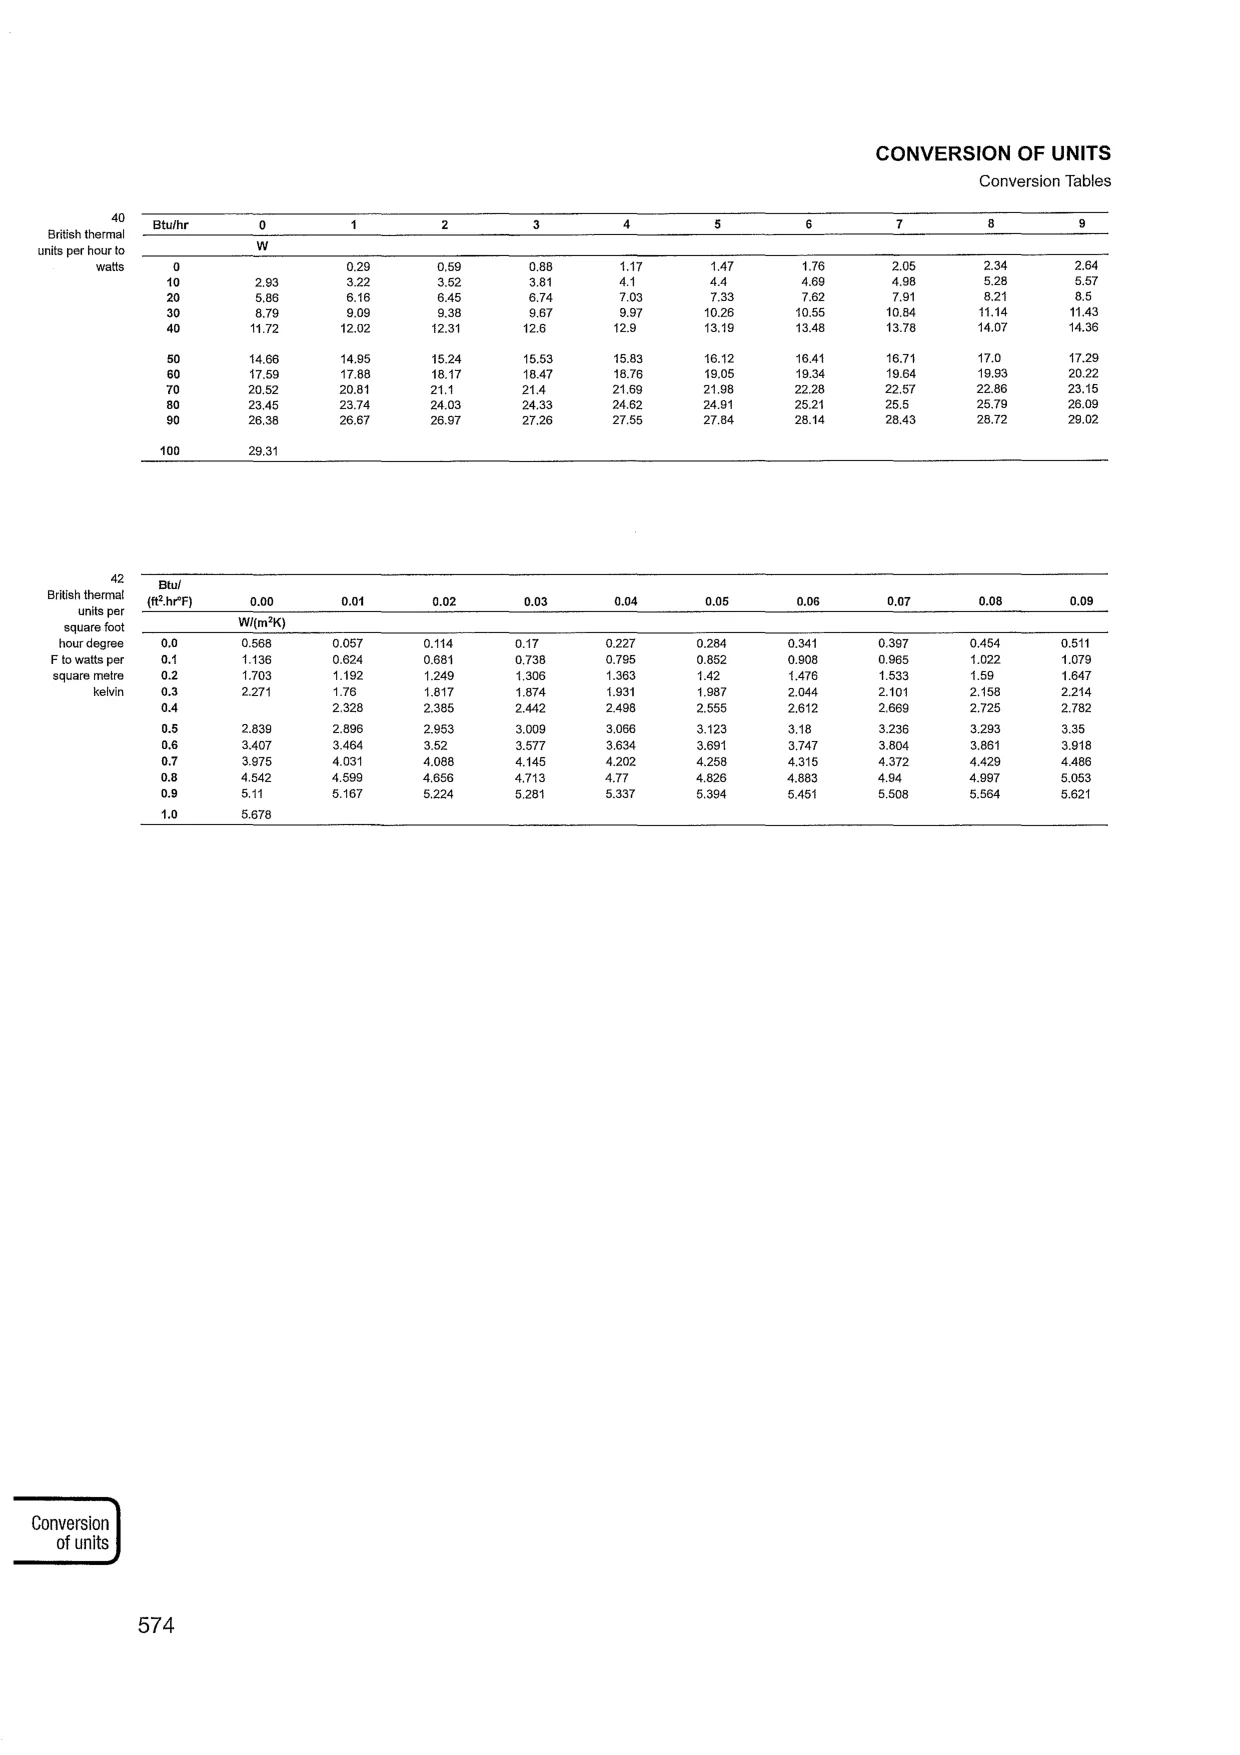 CONVERSION OF UNITS
Conversion Tables
40
British thermal
units per hour to
watts
Btu/hr 0 1 2 3 4 5 6 7 8 9
W
0 0.29 0.59 0.88 1.17 1.47 1.76 2.05 2.34 2.64
10 2.93 3.22 3.52 3.81 4.1 4.4 4.69 4.98 5.28 5.57
20 5.86 6.16 6.45 6.74 7.03 7.33 7.62 7.91 8.21 8.5
30 8.79 9.09 9.38 9.67 9.97 10.26 10.55 10.84 11.14 11.43
40 11.72 12.02 12.31 12.6 12.9 13.19 13.48 13.78 14.07 14.36
50 14.66 14.95 15.24 15.53 15.83 16.12 16.41 16.71 17.0 17.29
60 17.59 17.88 18.17 18.47 18.76 19.05 19.34 19.64 19.93 20.22
70 20.52 20.81 21.1 21.4 21.69 21.98 22.28 22.57 22.86 23.15
80 23.45 23.74 24.03 24.33 24.62 24.91 25.21 25.5 25.79 26.09
90 26.38 26.67 26.97 27.26 27.55 27.84 28.14 28.43 28.72 29.02
100 29.31
42
British thermal
units per
square foot
hour degree
F to watts per
square metre
kelvin
Btu/
(ft².hr°F) 0.00 0.01 0.02 0.03 0.04 0.05 0.06 0.07 0.08 0.09
W/(m²K)
0.0 0.568 0.057 0.114 0.17 0.227 0.284 0.341 0.397 0.454 0.511
0.1 1.136 0.624 0.681 0.738 0.795 0.852 0.908 0.965 1.022 1.079
0.2 1.703 1.192 1.249 1.306 1.363 1.42 1.476 1.533 1.59 1.647
0.3 2.271 1.76 1.817 1.874 1.931 1.987 2.044 2.101 2.158 2.214
0.4 2.328 2.385 2.442 2.498 2.555 2.612 2.669 2.725 2.782
0.5 2.839 2.896 2.953 3.009 3.066 3.123 3.18 3.236 3.293 3.35
0.6 3.407 3.464 3.52 3.577 3.634 3.691 3.747 3.804 3.861 3.918
0.7 3.975 4.031 4.088 4.145 4.202 4.258 4.315 4.372 4.429 4.486
0.8 4.542 4.599 4.656 4.713 4.77 4.826 4.883 4.94 4.997 5.053
0.9 5.11 5.167 5.224 5.281 5.337 5.394 5.451 5.508 5.564 5.621
1.0 5.678
Conversion
of units
574